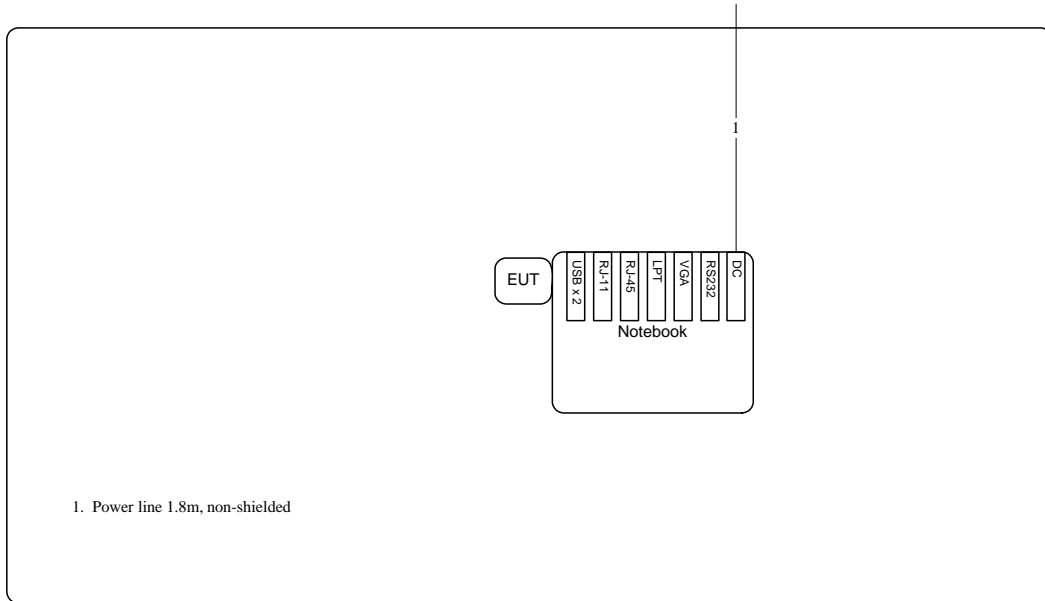 1
EUT
USB x 2
RJ-11
RJ-45
LPT
VGA
RS232
DC
Notebook
1. Power line 1.8m, non-shielded